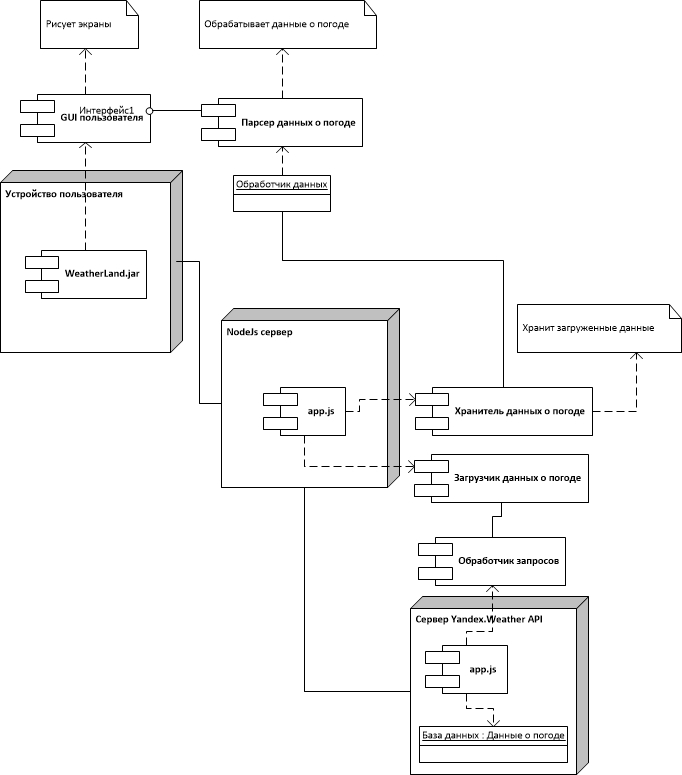 Рисует экраны
Обрабатывает данные о погоде
Интерфейс1
GUI пользователя
Парсер данных о погоде
Устройство пользователя
Обработчик данных
WeatherLand.jar
NodeJs сервер
Хранит загруженные данные
app.js
Хранитель данных о погоде
Загрузчик данных о погоде
Обработчик запросов
Сервер Yandex.Weather API
app.js
База данных : Данные о погоде